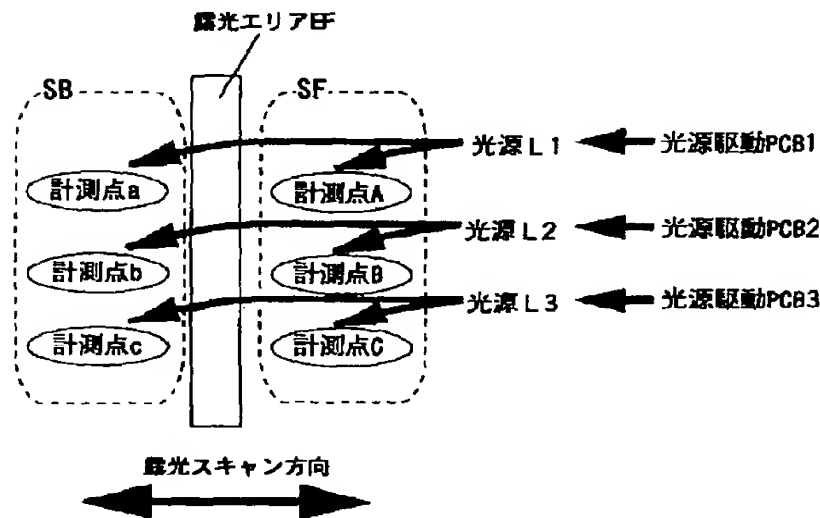 露光エリアEF
SB
SF
光源L1
光源駆動PCB1
計測点a
計測点A
光源L2
光源駆動PCB2
計測点b
計測点B
光源L3
光源駆動PCB3
計測点c
計測点C
露光スキャン方向